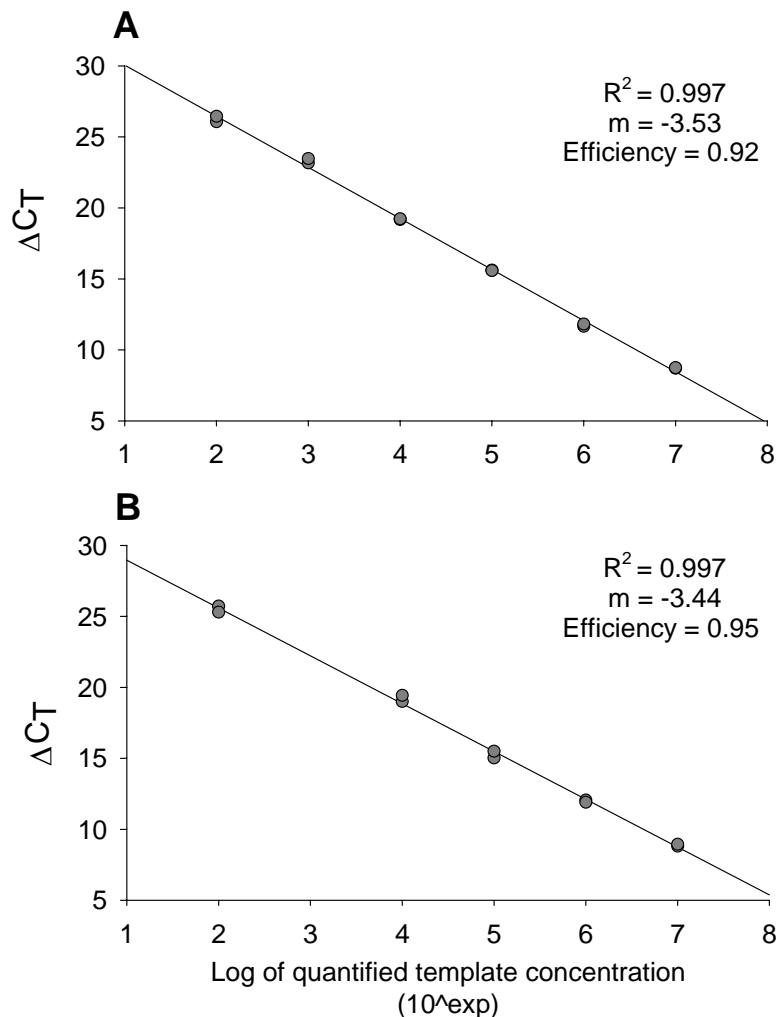 A
30
25
20
15
10
5
ΔCT
R² = 0.997
m = -3.53
Efficiency = 0.92
1 2 3 4 5 6 7 8
B
30
25
20
15
10
5
ΔCT
R² = 0.997
m = -3.44
Efficiency = 0.95
1 2 3 4 5 6 7 8
Log of quantified template concentration
(10^exp)